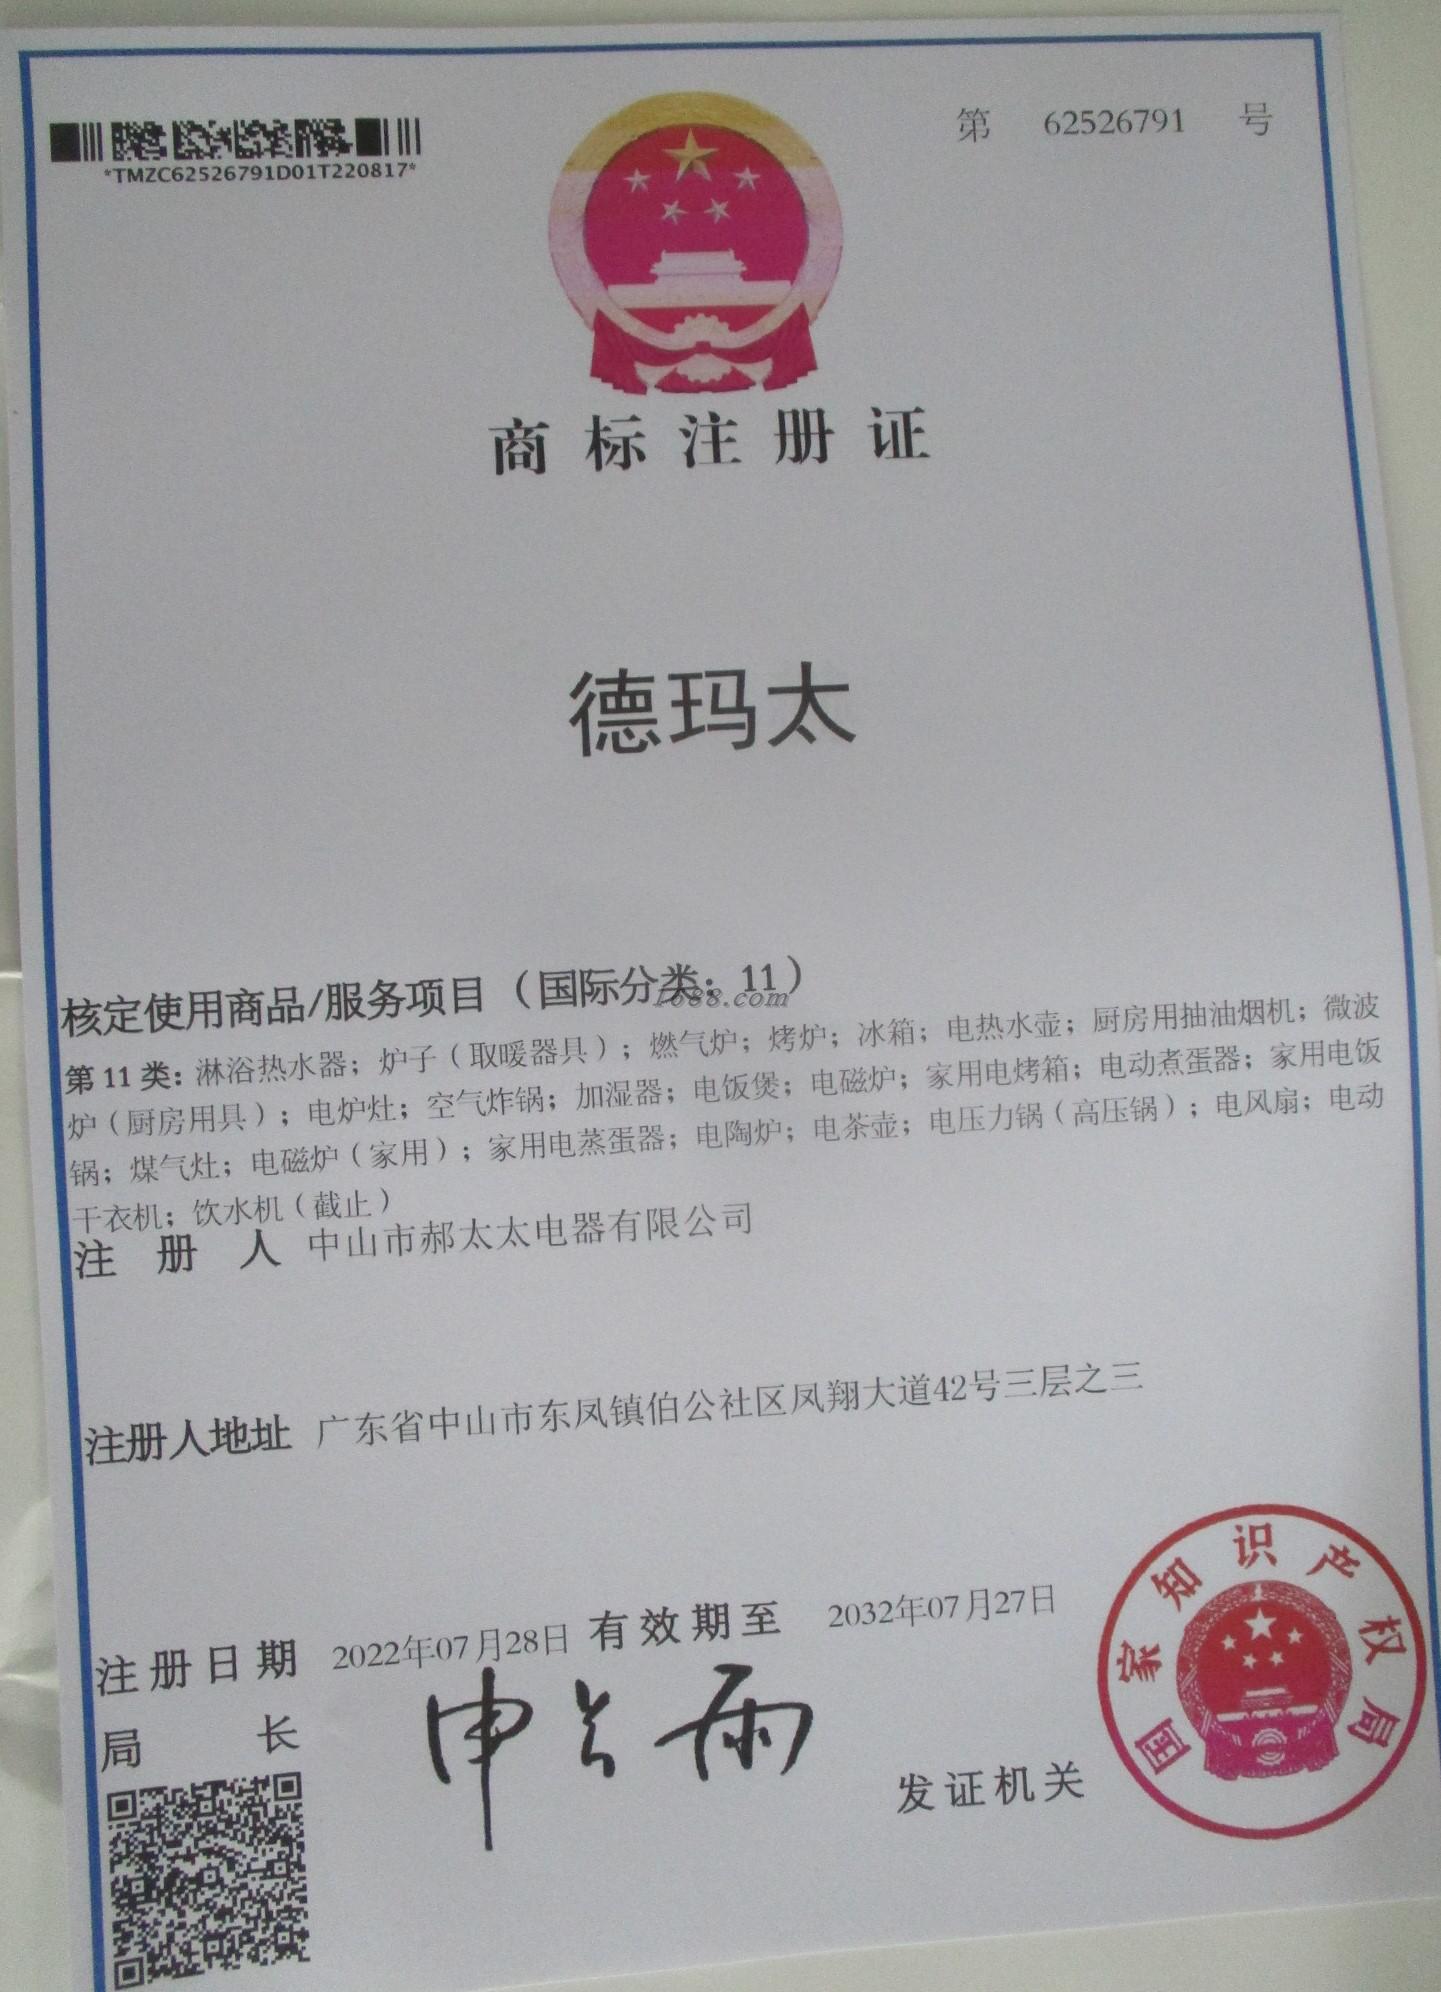 第 62526791 号
*TMZC62526791D01T220817*
商标注册证
德玛太
核定使用商品/服务项目（国际分类：11）
1688.com
第11类：淋浴热水器；炉子（取暖器具）；燃气炉；烤炉；冰箱；电热水壶；厨房用抽油烟机；微波
炉（厨房用具）；电炉灶；空气炸锅；加湿器；电饭煲；电磁炉；家用电烤箱；电动煮蛋器；家用电饭
锅；煤气灶；电磁炉（家用）；家用电蒸蛋器；电陶炉；电茶壶；电压力锅（高压锅）；电风扇；电动
干衣机；饮水机（截止）
注册人 中山市郝太太电器有限公司
注册人地址 广东省中山市东凤镇伯公社区凤翔大道42号三层之三
注册日期 2022年07月28日 有效期至 2032年07月27日
局长 申长雨
发证机关
国家知识产权局